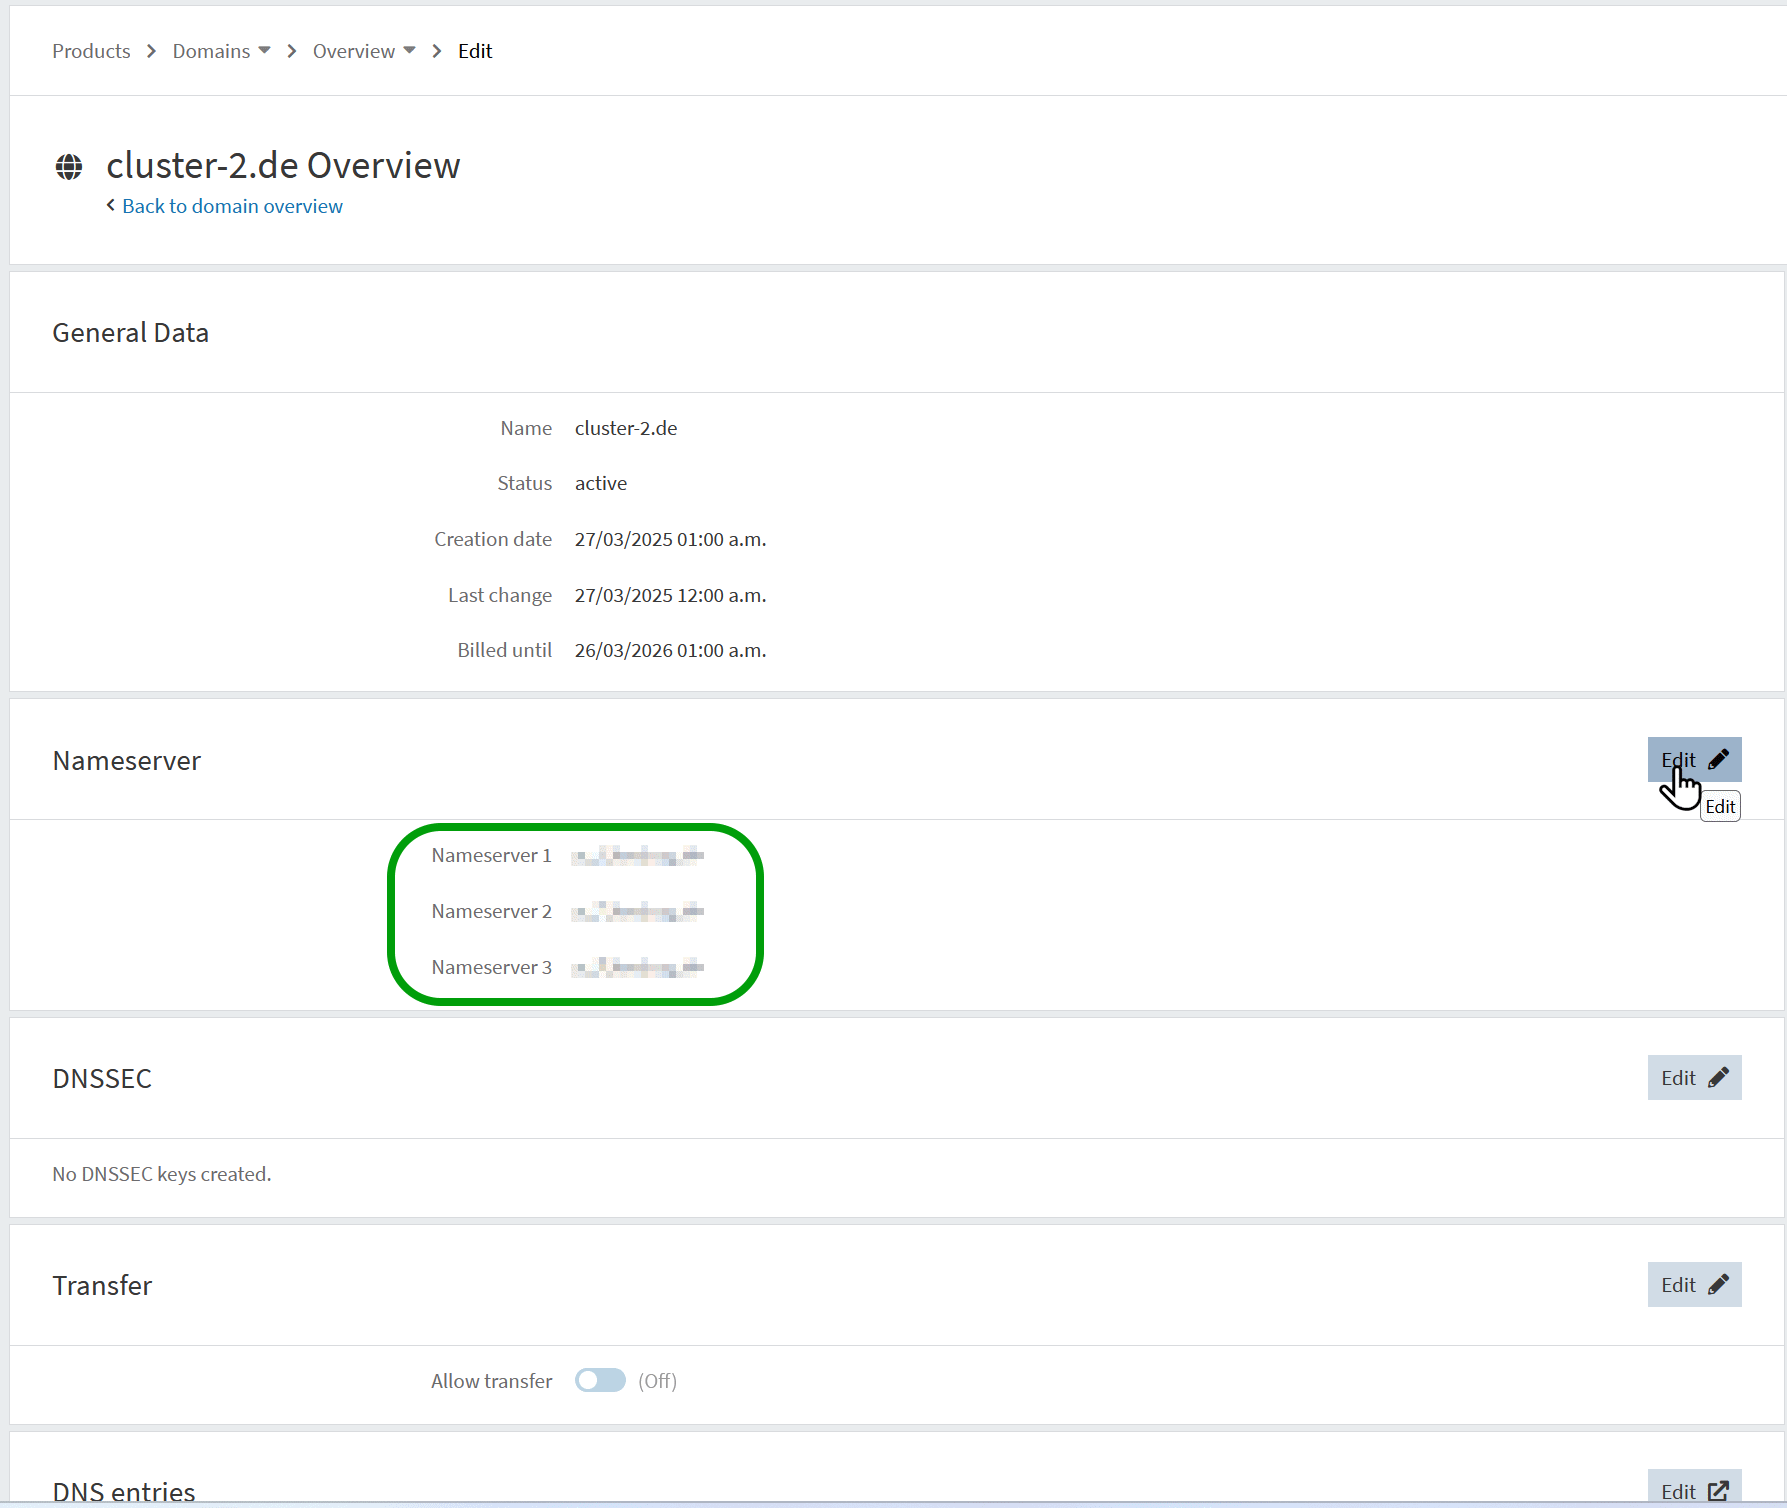 Products > Domains > Overview > Edit
cluster-2.de Overview
Back to domain overview
General Data
Name cluster-2.de
Status active
Creation date 27/03/2025 01:00 a.m.
Last change 27/03/2025 12:00 a.m.
Billed until 26/03/2026 01:00 a.m.
Nameserver Edit
Edit
Nameserver 1
Nameserver 2
Nameserver 3
DNSSEC Edit
No DNSSEC keys created.
Transfer Edit
Allow transfer (Off)
DNS entries Edit